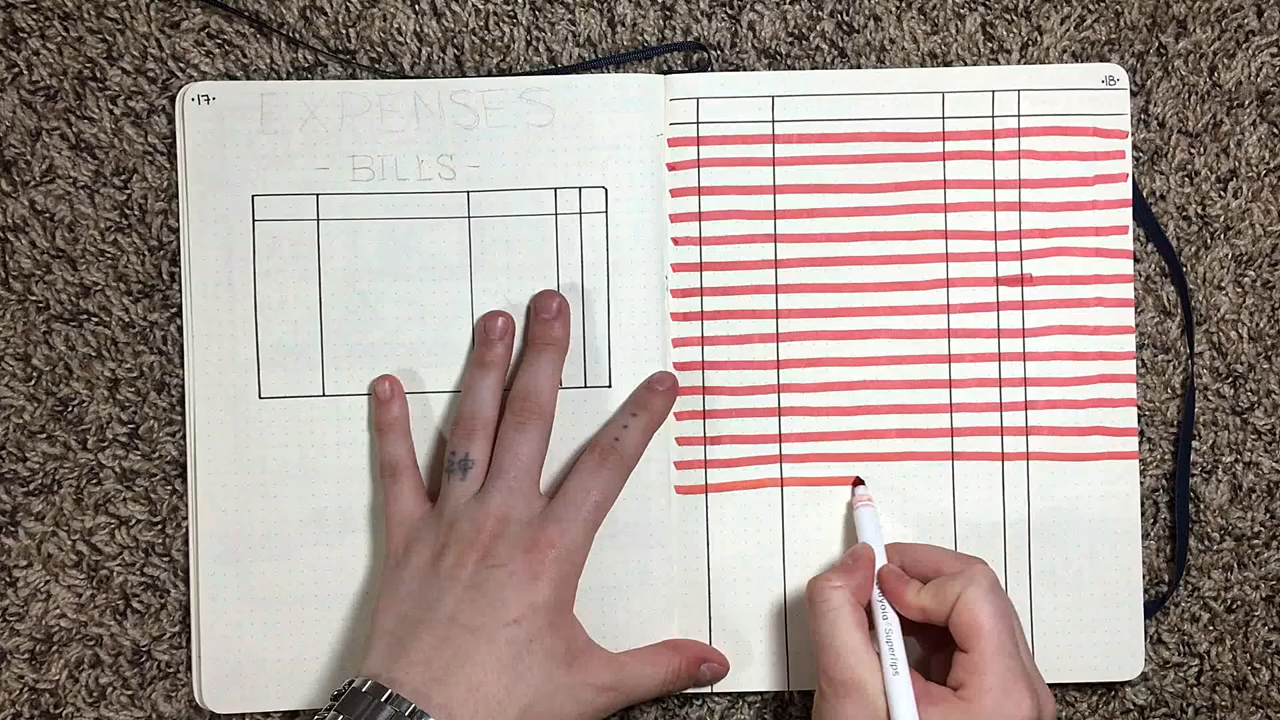 ·17·
EXPENSES
- BILLS -
·18·
Crayola Supertips